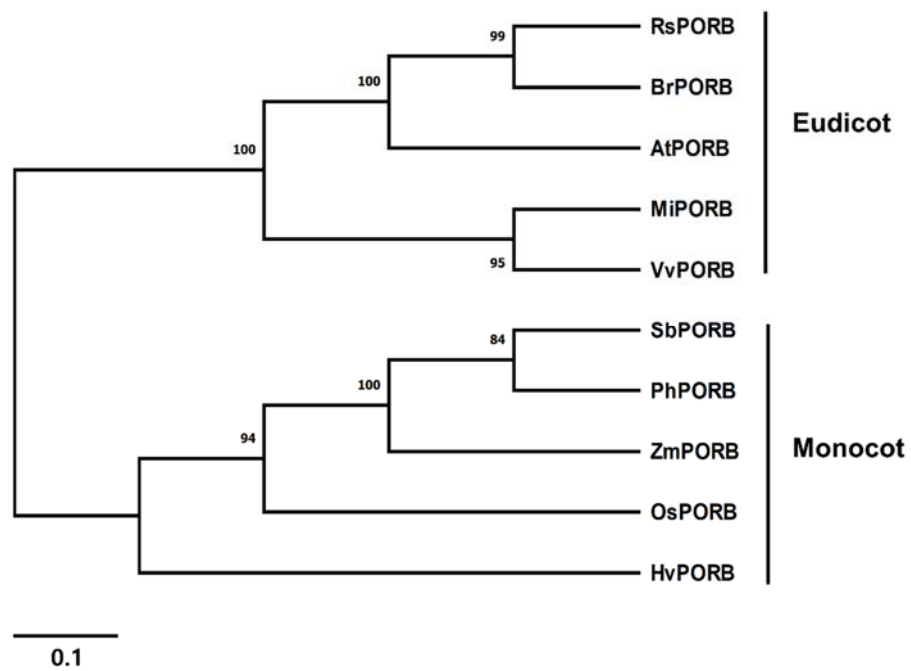 RsPORB
99
BrPORB
100
Eudicot
AtPORB
100
MiPORB
95
VvPORB
SbPORB
84
PhPORB
100
Monocot
ZmPORB
94
OsPORB
HvPORB
0.1